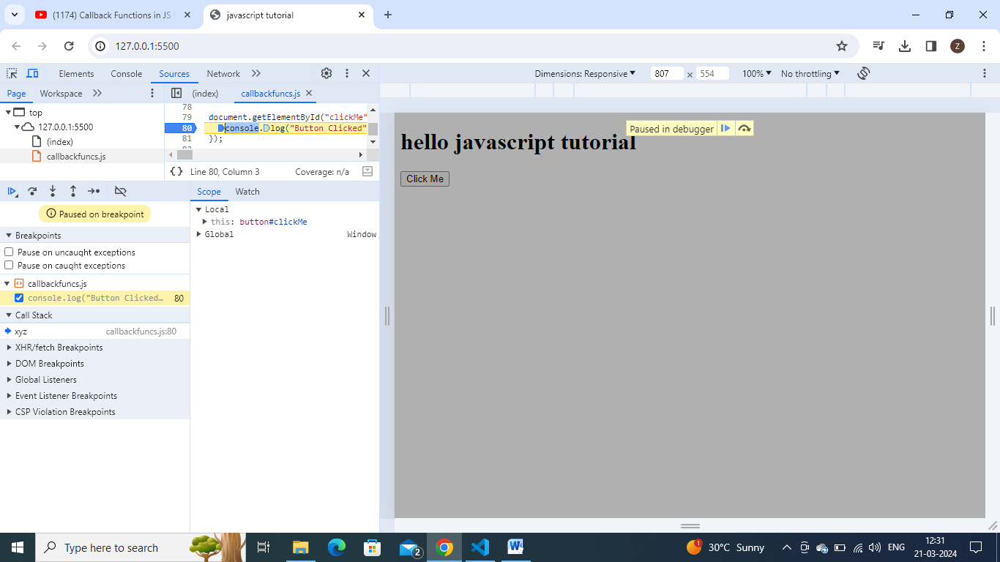 (1174) Callback Functions in JS
javascript tutorial
127.0.0.1:5500
Z
Elements Console Sources Network
Dimensions: Responsive 807 × 554 100% No throttling
Page Workspace
(index) callbackfuncs.js
top
127.0.0.1:5500
(index)
callbackfuncs.js
78
79 document.getElementById("clickMe"
80 console.log("Button Clicked"
81 });
{} Line 80, Column 3 Coverage: n/a
Paused on breakpoint
Breakpoints
Pause on uncaught exceptions
Pause on caught exceptions
callbackfuncs.js
console.log("Button Clicked… 80
Call Stack
xyz callbackfuncs.js:80
XHR/fetch Breakpoints
DOM Breakpoints
Global Listeners
Event Listener Breakpoints
CSP Violation Breakpoints
Scope Watch
Local
this: button#clickMe
Global Window
Paused in debugger
hello javascript tutorial
Click Me
Type here to search
2
1
30°C Sunny
ENG
12:31
21-03-2024